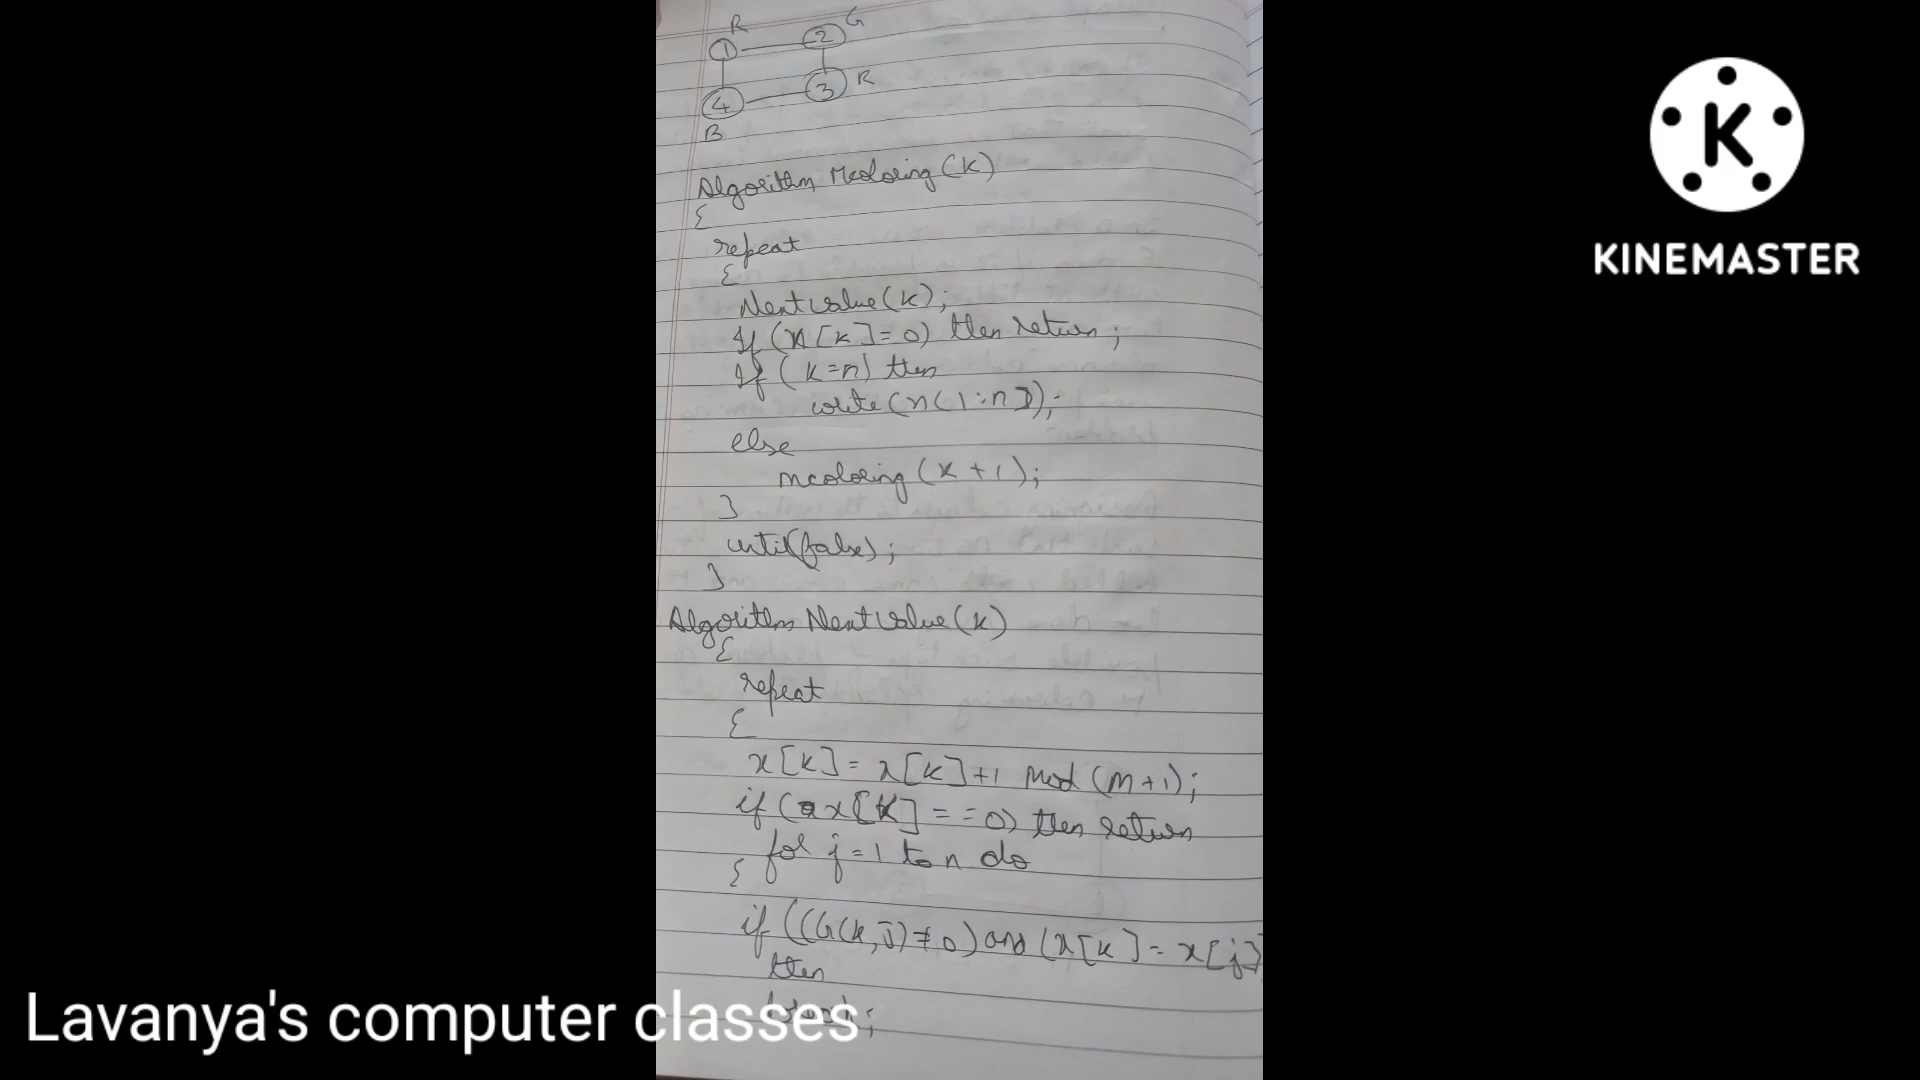 R
G
1
2
4
3
R
B
Algorithm Mcoloring (K)
{
repeat
{
Nextvalue(K);
If (x[K]=0) then return;
If (K=n) then
write(x(1:n]);
else
mcoloring(K+1);
}
until(false);
}
Algorithm Nextvalue(K)
{
repeat
{
x[K]= x[K]+1 mod (m+1);
if (x[K]==0) then return
for j=1 to n do
{
if ((G(K,J)≠0) and (x[K]=x[j]
then
break;
Lavanya's computer classes
K
KINEMASTER